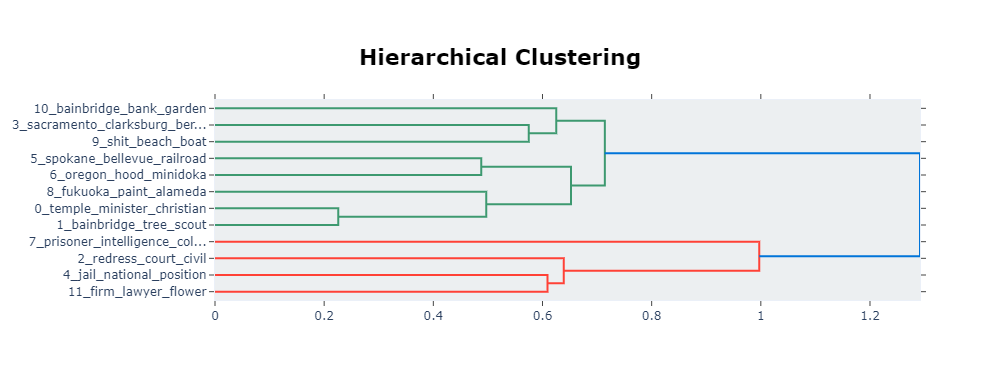 Hierarchical Clustering
10_bainbridge_bank_garden
3_sacramento_clarksburg_ber...
9_shit_beach_boat
5_spokane_bellevue_railroad
6_oregon_hood_minidoka
8_fukuoka_paint_alameda
0_temple_minister_christian
1_bainbridge_tree_scout
7_prisoner_intelligence_col...
2_redress_court_civil
4_jail_national_position
11_firm_lawyer_flower
0 0.2 0.4 0.6 0.8 1 1.2